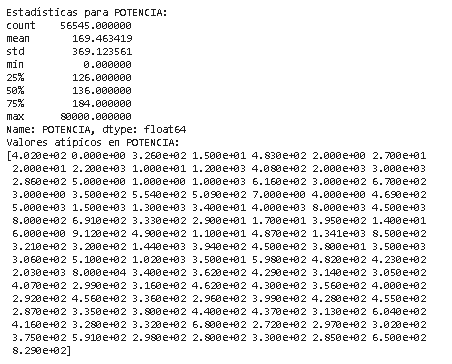 Estadísticas para POTENCIA:
count 56545.000000
mean 169.463419
std 369.123561
min 0.000000
25% 126.000000
50% 136.000000
75% 184.000000
max 80000.000000
Name: POTENCIA, dtype: float64
Valores atípicos en POTENCIA:
[4.020e+02 0.000e+00 3.260e+02 1.500e+01 4.830e+02 2.000e+00 2.700e+01
2.000e+01 2.200e+03 1.000e+01 1.200e+03 4.080e+02 2.000e+03 3.000e+03
2.860e+02 5.000e+00 1.000e+00 1.000e+03 6.160e+02 3.000e+02 6.700e+02
3.000e+00 3.500e+02 5.540e+02 5.090e+02 7.000e+00 4.000e+00 4.690e+02
5.000e+03 1.500e+03 1.300e+03 3.400e+01 4.000e+03 8.000e+03 4.500e+03
8.000e+02 6.910e+02 3.330e+02 2.900e+01 1.700e+01 3.950e+02 1.400e+01
6.000e+00 9.120e+02 4.900e+02 1.100e+01 4.870e+02 1.341e+03 8.500e+02
3.210e+02 3.200e+02 1.440e+03 3.940e+02 4.500e+02 3.800e+01 3.500e+03
3.060e+02 5.100e+02 1.020e+03 3.500e+01 5.980e+02 4.820e+02 4.230e+02
2.030e+03 8.000e+04 3.400e+02 3.620e+02 4.290e+02 3.140e+02 3.050e+02
4.070e+02 2.990e+02 3.160e+02 4.620e+02 4.300e+02 3.560e+02 4.000e+02
2.920e+02 4.560e+02 3.360e+02 2.960e+02 3.990e+02 4.280e+02 4.550e+02
2.870e+02 3.350e+02 3.800e+02 4.400e+02 4.370e+02 3.130e+02 6.040e+02
4.160e+02 3.280e+02 3.320e+02 6.800e+02 2.720e+02 2.970e+02 3.020e+02
3.750e+02 5.910e+02 2.980e+02 2.880e+02 3.300e+02 2.850e+02 6.500e+02
8.290e+02]